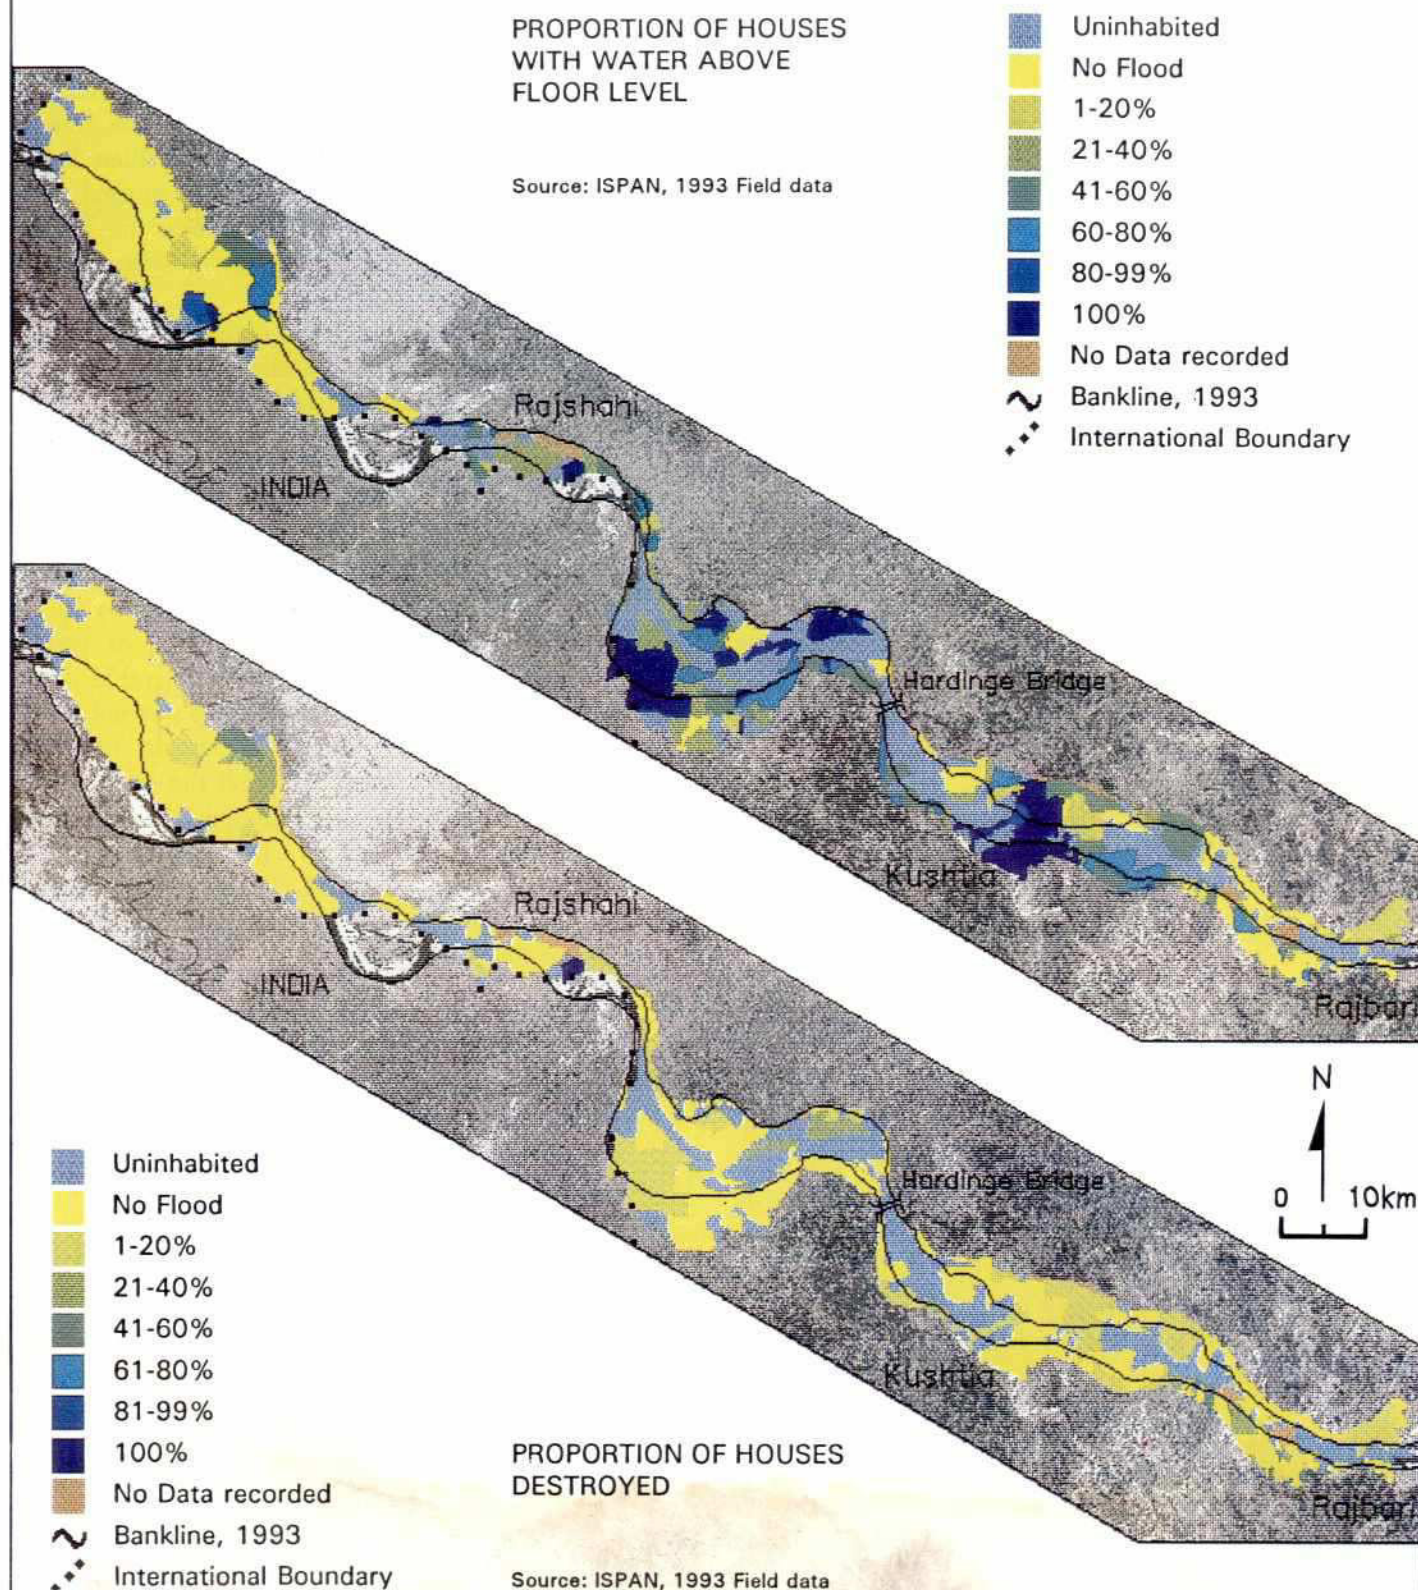 PROPORTION OF HOUSES
WITH WATER ABOVE
FLOOR LEVEL
Source: ISPAN, 1993 Field data
Uninhabited
No Flood
1-20%
21-40%
41-60%
60-80%
80-99%
100%
No Data recorded
Bankline, 1993
International Boundary
Rajshahi
INDIA
Hardinge Bridge
Kushtia
Rajbari
Rajshahi
INDIA
Hardinge Bridge
Kushtia
Rajbari
N
0 10km
Uninhabited
No Flood
1-20%
21-40%
41-60%
61-80%
81-99%
100%
No Data recorded
Bankline, 1993
International Boundary
PROPORTION OF HOUSES
DESTROYED
Source: ISPAN, 1993 Field data